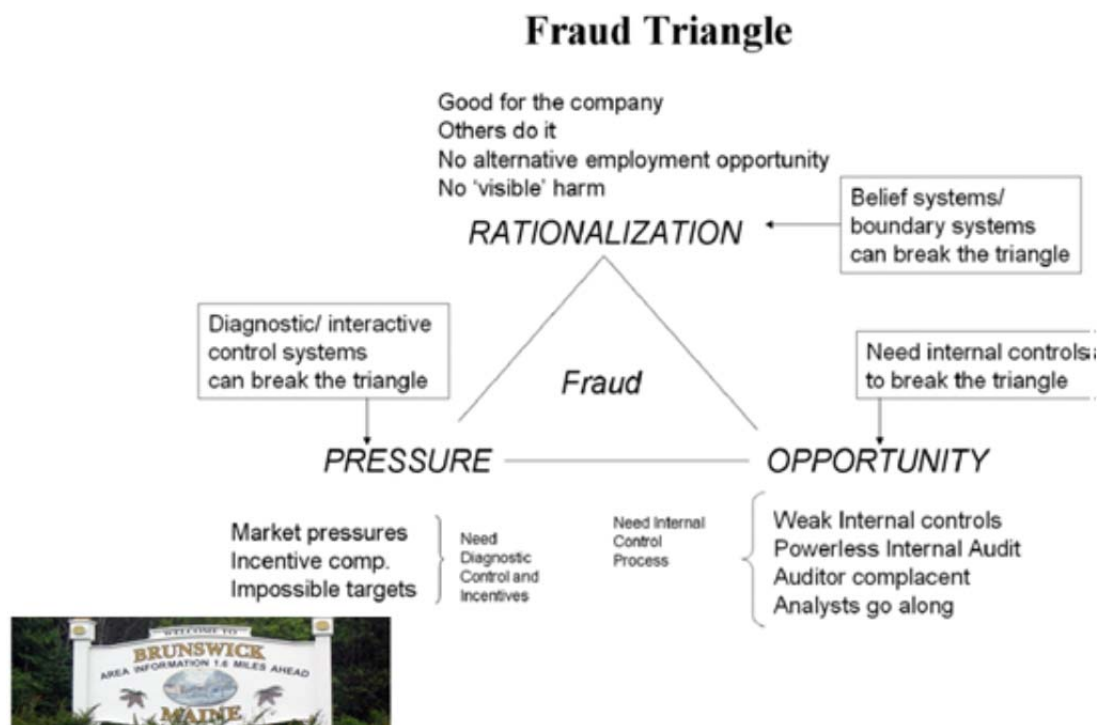 Fraud Triangle
Good for the company
Others do it
No alternative employment opportunity
No ‘visible’ harm
RATIONALIZATION
Belief systems/
boundary systems
can break the triangle
Diagnostic/ interactive
control systems
can break the triangle
Need internal controls
to break the triangle
Fraud
PRESSURE
OPPORTUNITY
Market pressures
Incentive comp.
Impossible targets
Need
Diagnostic
Control and
Incentives
Need Internal
Control
Process
Weak Internal controls
Powerless Internal Audit
Auditor complacent
Analysts go along
WELCOME TO
BRUNSWICK
AREA INFORMATION 1.6 MILES AHEAD
MAINE